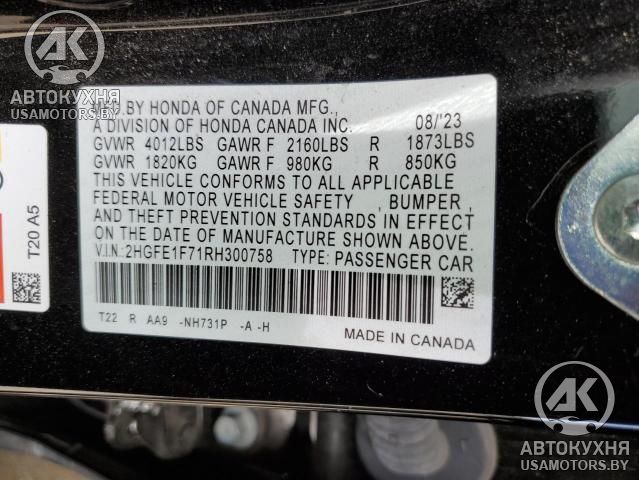 AK
АВТОКУХНЯ
USAMOTORS.BY
MFD.BY HONDA OF CANADA MFG.,
A DIVISION OF HONDA CANADA INC. 08/'23
GVWR 4012LBS GAWR F 2160LBS R 1873LBS
GVWR 1820KG GAWR F 980KG R 850KG
THIS VEHICLE CONFORMS TO ALL APPLICABLE
FEDERAL MOTOR VEHICLE SAFETY , BUMPER ,
AND THEFT PREVENTION STANDARDS IN EFFECT
ON THE DATE OF MANUFACTURE SHOWN ABOVE.
V.I.N.:2HGFE1F71RH300758 TYPE: PASSENGER CAR
T22 R AA9 -NH731P -A -H
MADE IN CANADA
T20 A5
AK
АВТОКУХНЯ
USAMOTORS.BY